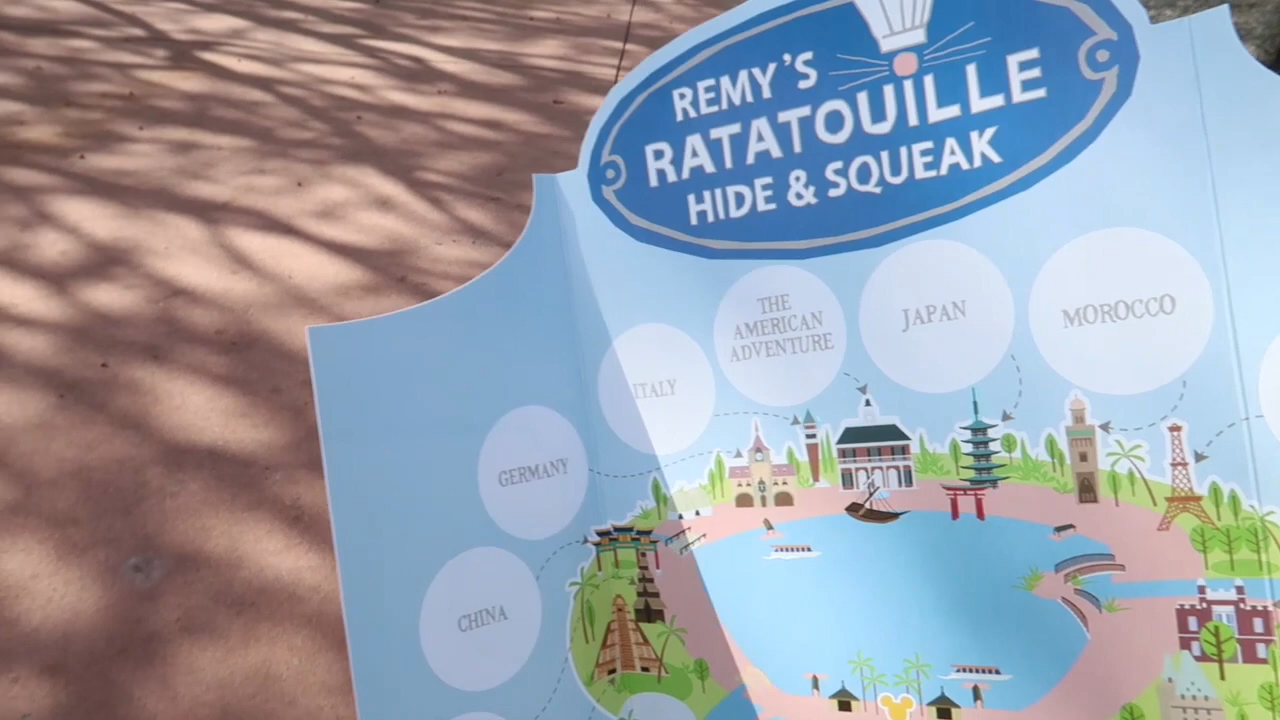 REMY'S
RATATOUILLE
HIDE & SQUEAK
THE
AMERICAN
ADVENTURE
JAPAN
MOROCCO
ITALY
GERMANY
CHINA